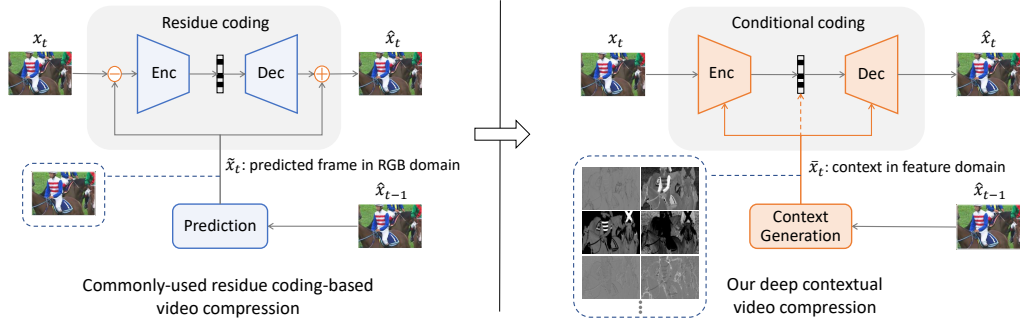 Residue coding
x_t
Enc
Dec
x̂_t
x̃_t: predicted frame in RGB domain
x̂_{t-1}
Prediction
Commonly-used residue coding-based
video compression
Conditional coding
x_t
Enc
Dec
x̂_t
x̄_t: context in feature domain
x̂_{t-1}
Context
Generation
Our deep contextual
video compression